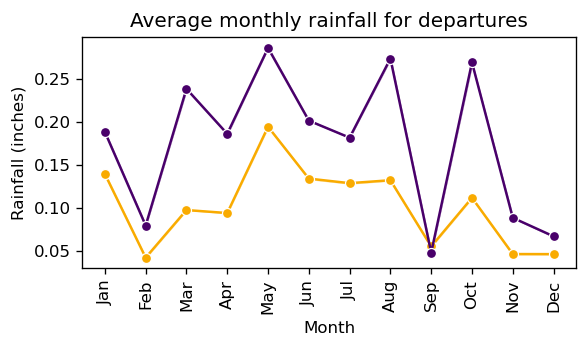 Average monthly rainfall for departures
Rainfall (inches)
0.25
0.20
0.15
0.10
0.05
Jan
Feb
Mar
Apr
May
Jun
Jul
Aug
Sep
Oct
Nov
Dec
Month